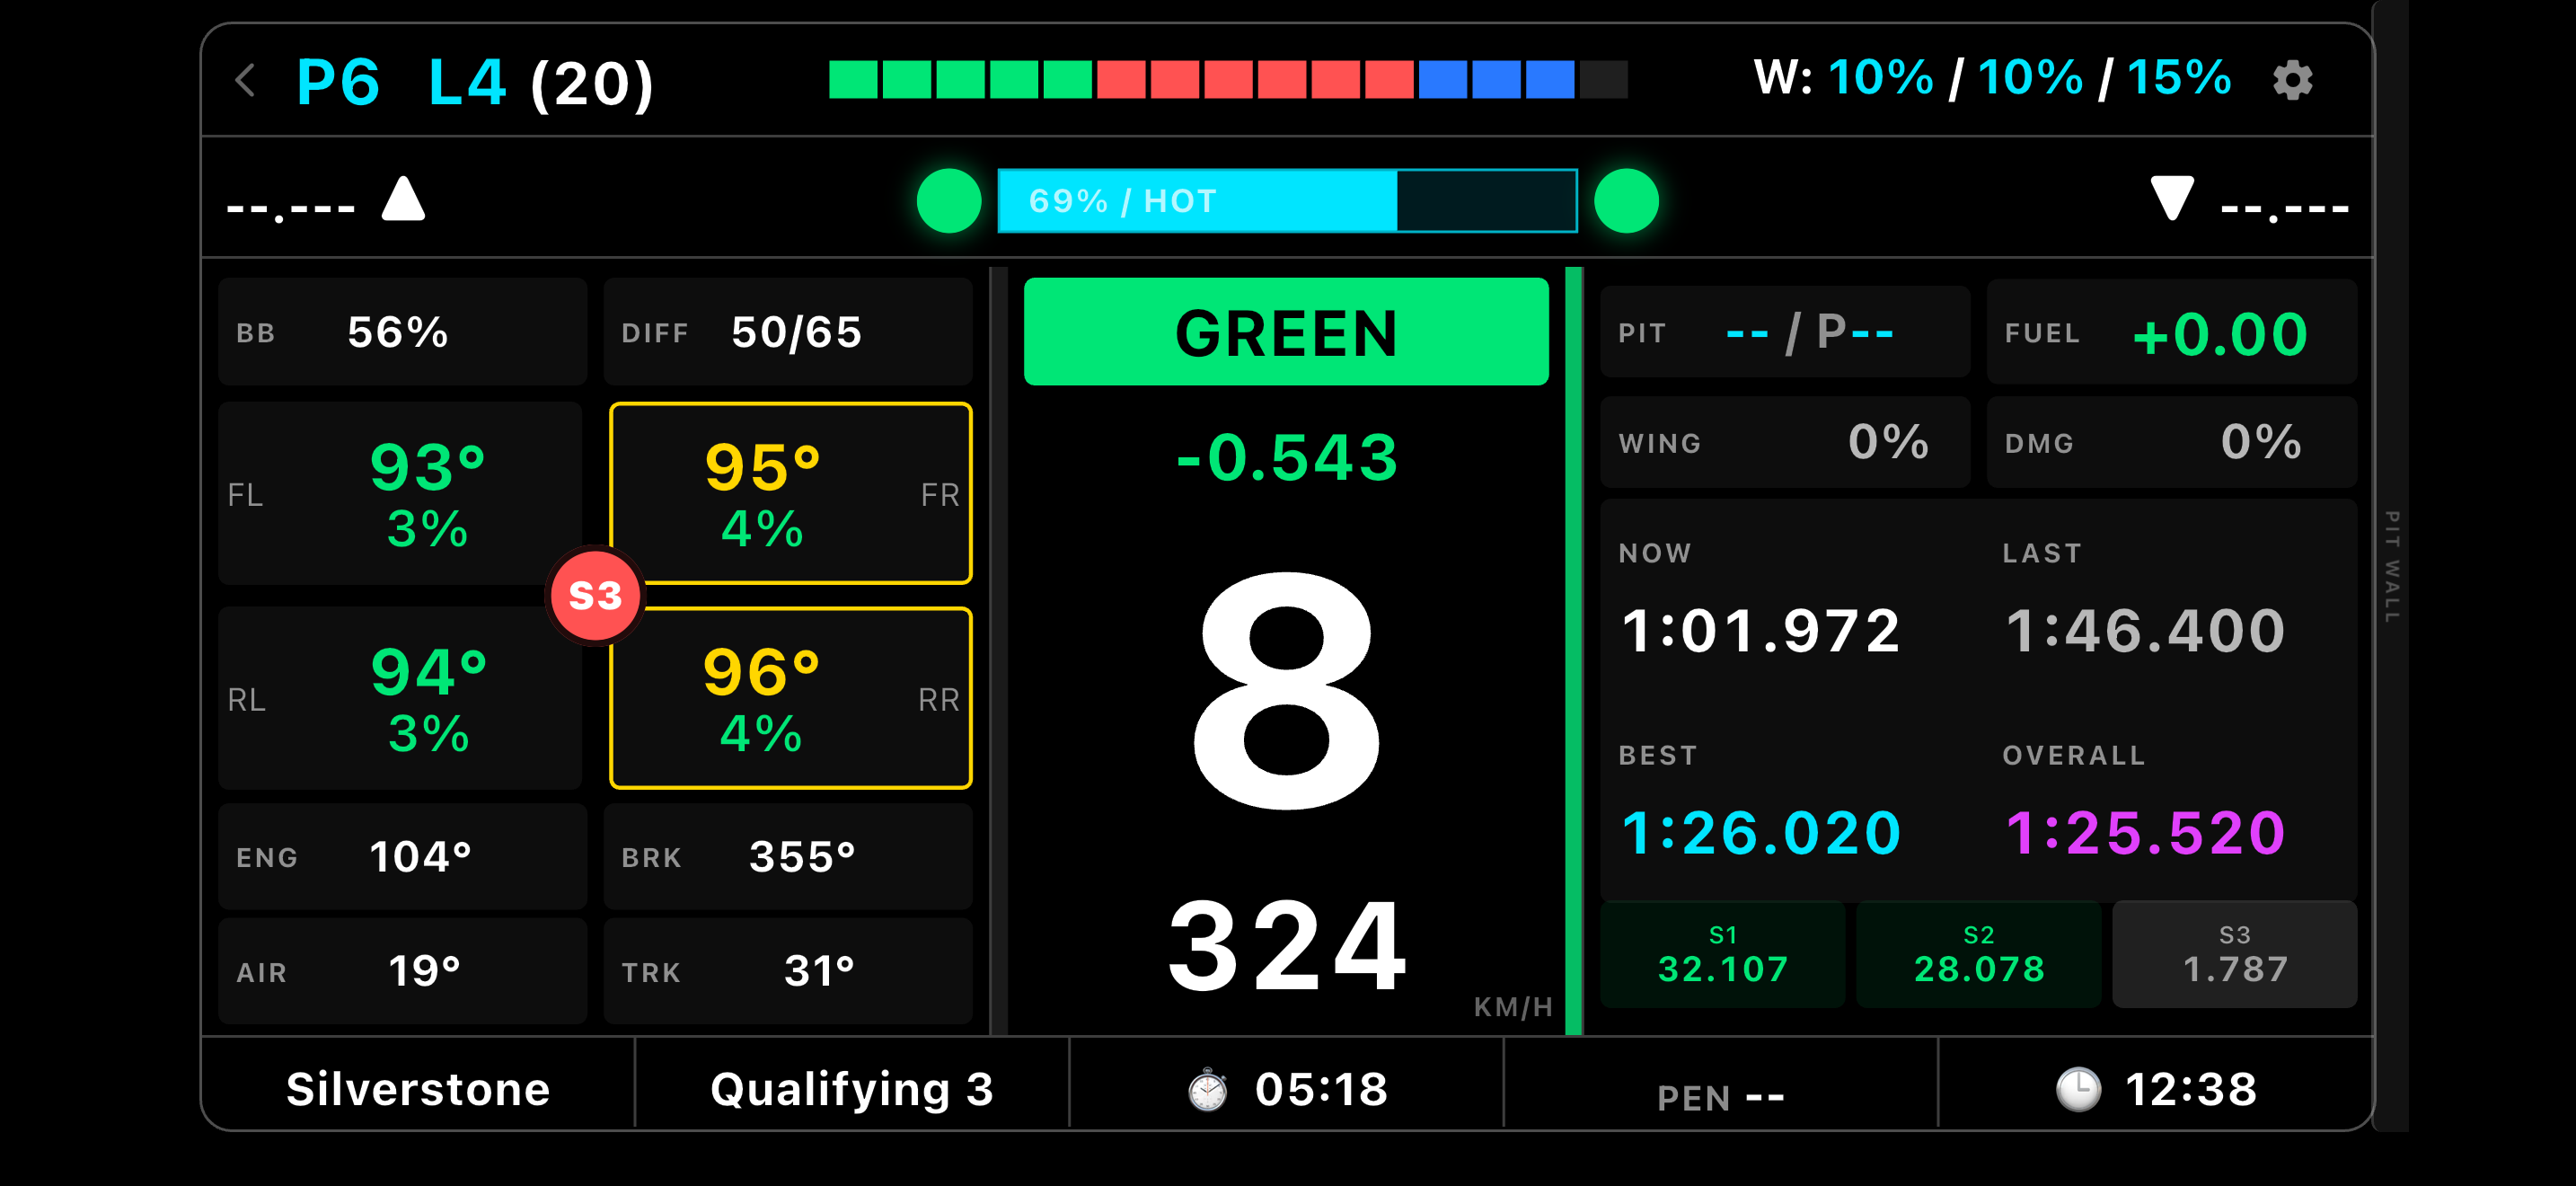 P6 L4 (20)
W: 10% / 10% / 15%
--.---
69% / HOT
--.---
BB 56%
DIFF 50/65
FL 93° 3%
95° 4% FR
S3
RL 94° 3%
96° 4% RR
ENG 104°
BRK 355°
AIR 19°
TRK 31°
GREEN
-0.543
8
324
KM/H
PIT -- / P--
FUEL +0.00
WING 0%
DMG 0%
NOW
1:01.972
LAST
1:46.400
BEST
1:26.020
OVERALL
1:25.520
S1
32.107
S2
28.078
S3
1.787
PIT WALL
Silverstone
Qualifying 3
05:18
PEN --
12:38